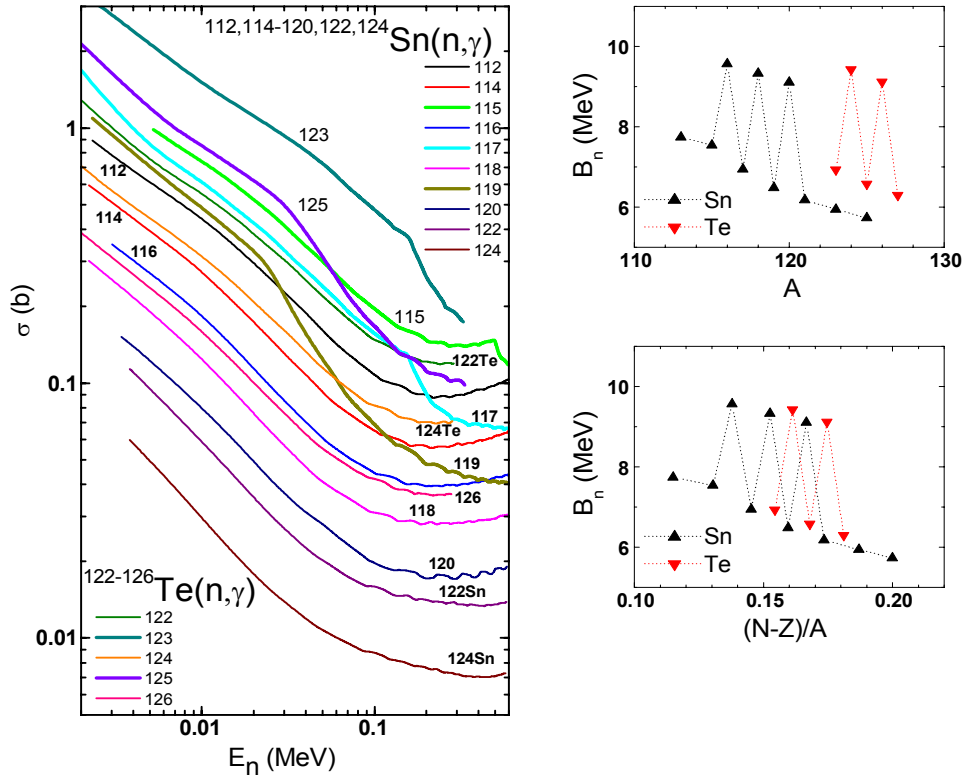 112,114-120,122,124Sn(n,γ)
112
114
115
116
117
118
119
120
122
124
123
125
112
114
116
115
122Te
117
124Te
119
126
118
120
122Sn
124Sn
122-126Te(n,γ)
122
123
124
125
126
1
0.1
0.01
σ (b)
0.01
0.1
En (MeV)
10
8
6
Bn (MeV)
Sn
Te
110
120
130
A
10
8
6
Bn (MeV)
Sn
Te
0.10
0.15
0.20
(N-Z)/A